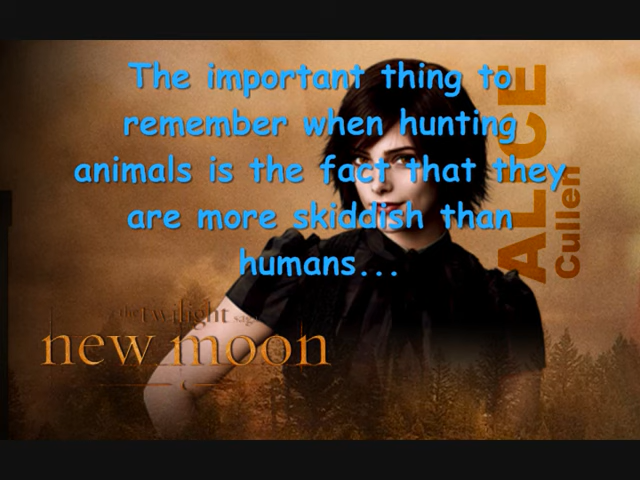 The important thing to
remember when hunting
animals is the fact that they
are more skiddish than
humans...
ALICE
Cullen
the twilight saga
new moon